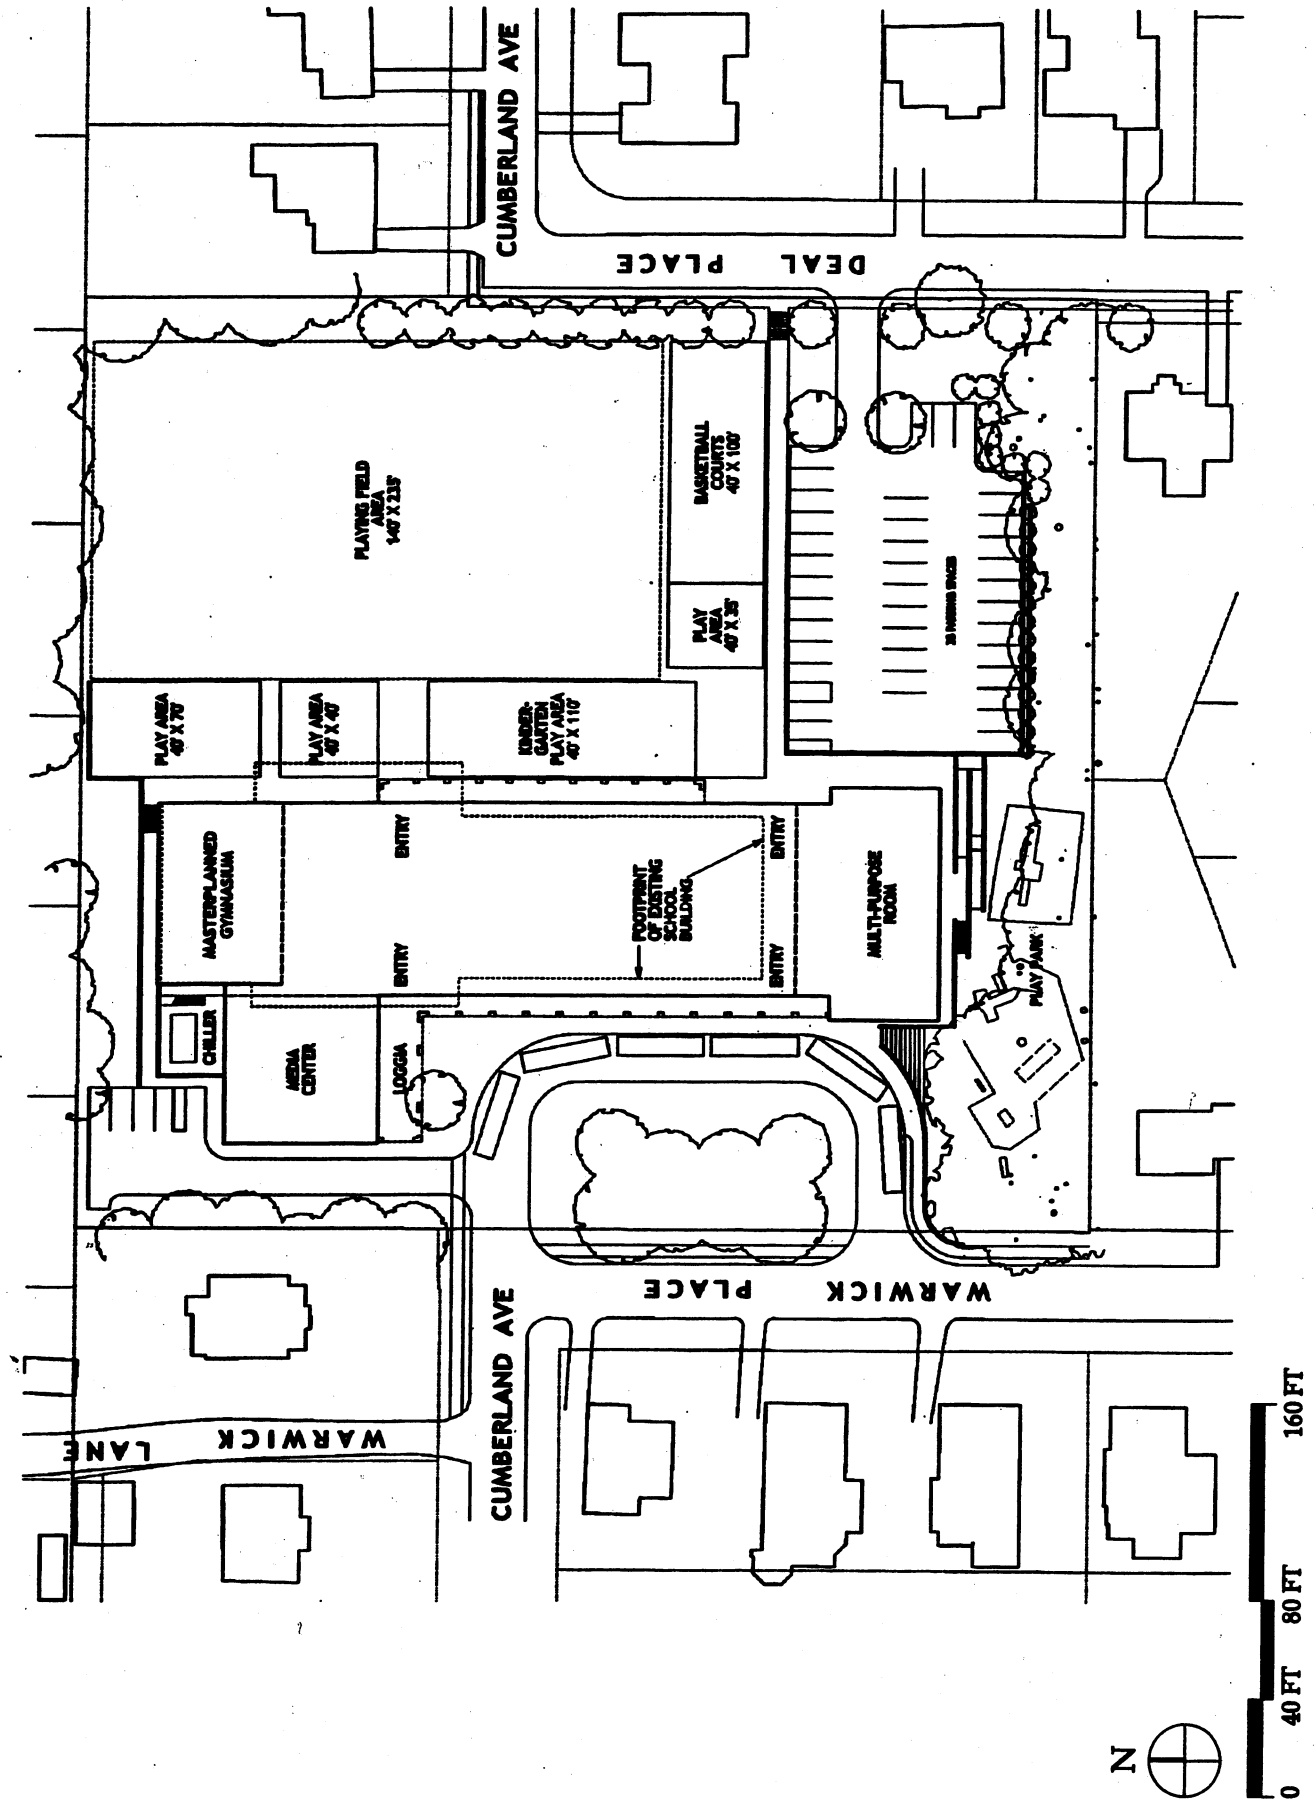 CUMBERLAND AVE
DEAL PLACE
PLAYING FIELD
AREA
140' X 235'
BASKETBALL
COURTS
40' X 100'
PLAY
AREA
40' X 35'
PARKING SPACES
PLAY AREA
40' X 70'
PLAY AREA
40' X 40'
KINDER-
GARTEN
PLAY AREA
40' X 110'
MASTERPLANNED
GYMNASIUM
ENTRY
ENTRY
ENTRY
ENTRY
FOOTPRINT
OF EXISTING
SCHOOL
BUILDING
MULTI-PURPOSE
ROOM
PLAY PARK
CHILLER
MEDIA
CENTER
LOGGIA
WARWICK PLACE
CUMBERLAND AVE
WARWICK LANE
N
0 40 FT 80 FT 160 FT